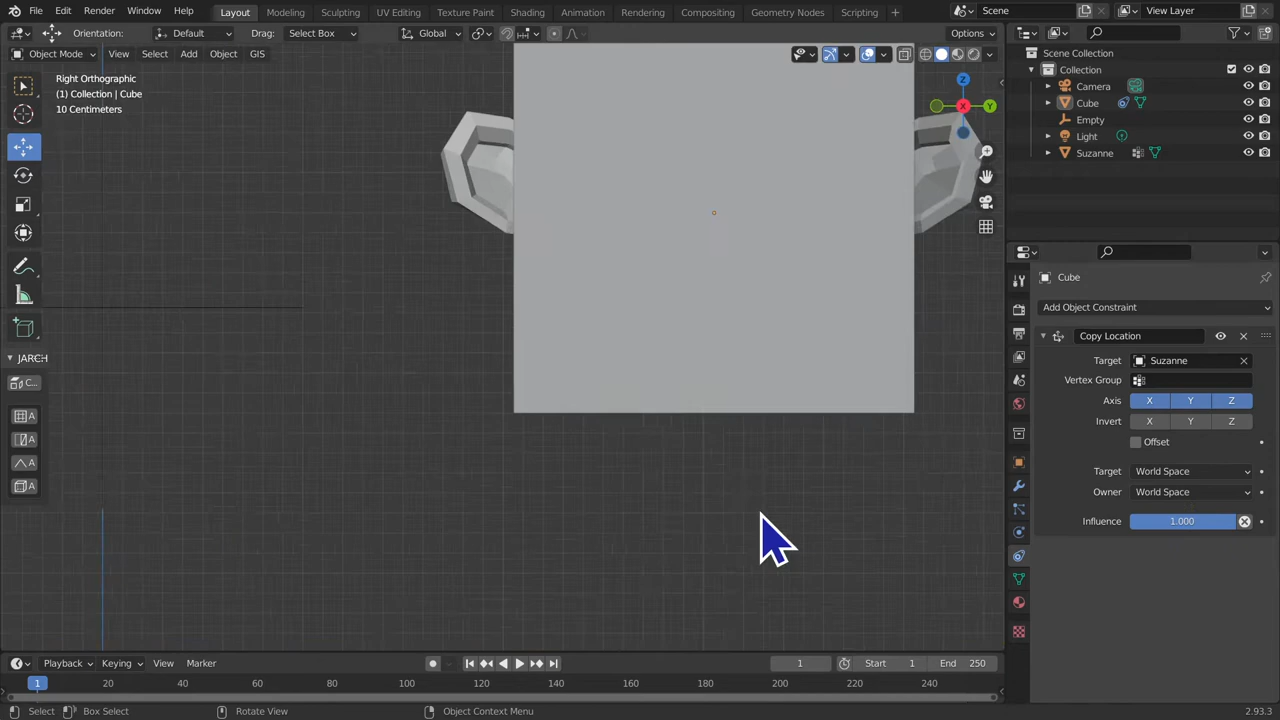 File Edit Render Window Help Layout Modeling Sculpting UV Editing Texture Paint Shading Animation Rendering Compositing Geometry Nodes Scripting + Scene View Layer
Orientation: Default Drag: Select Box Global Options
Object Mode View Select Add Object GIS
Right Orthographic
(1) Collection | Cube
10 Centimeters
Z
X
Y
JARCH
C...
A
A
A
A
Scene Collection
Collection
Camera
Cube
Empty
Light
Suzanne
Cube
Add Object Constraint
Copy Location
Target Suzanne
Vertex Group
Axis X Y Z
Invert X Y Z
Offset
Target World Space
Owner World Space
Influence 1.000
Playback Keying View Marker 1 Start 1 End 250
1 20 40 60 80 100 120 140 160 180 200 220 240
Select Box Select Rotate View Object Context Menu 2.93.3